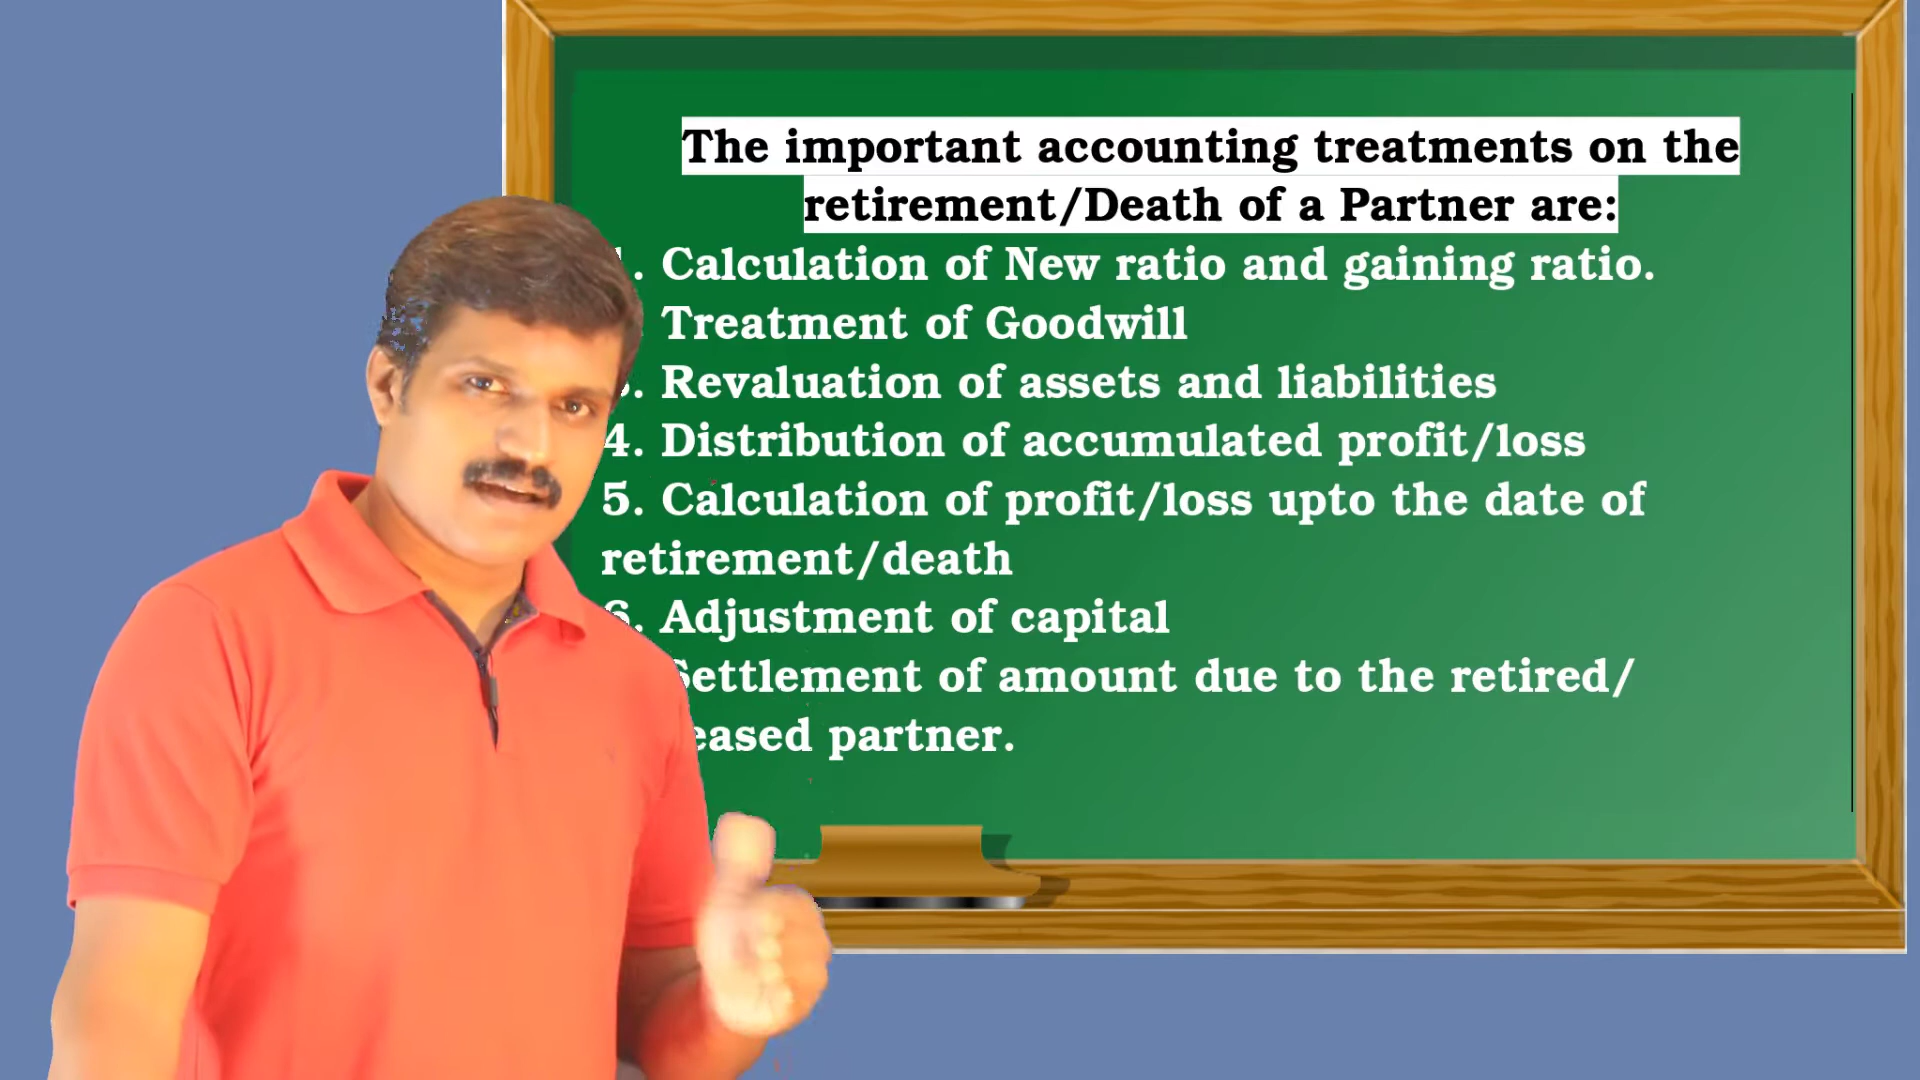 The important accounting treatments on the
retirement/Death of a Partner are:
. Calculation of New ratio and gaining ratio.
Treatment of Goodwill
. Revaluation of assets and liabilities
4. Distribution of accumulated profit/loss
5. Calculation of profit/loss upto the date of
retirement/death
6. Adjustment of capital
Settlement of amount due to the retired/
partner.